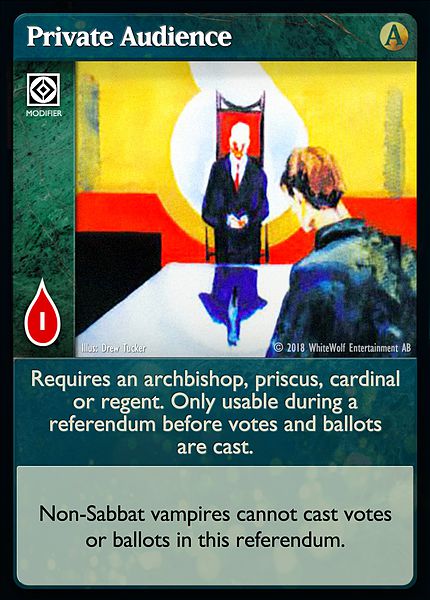 Private Audience
A
MODIFIER
1
Illus: Drew Tucker
© 2018 WhiteWolf Entertainment AB
Requires an archbishop, priscus, cardinal
or regent. Only usable during a
referendum before votes and ballots
are cast.
Non-Sabbat vampires cannot cast votes
or ballots in this referendum.